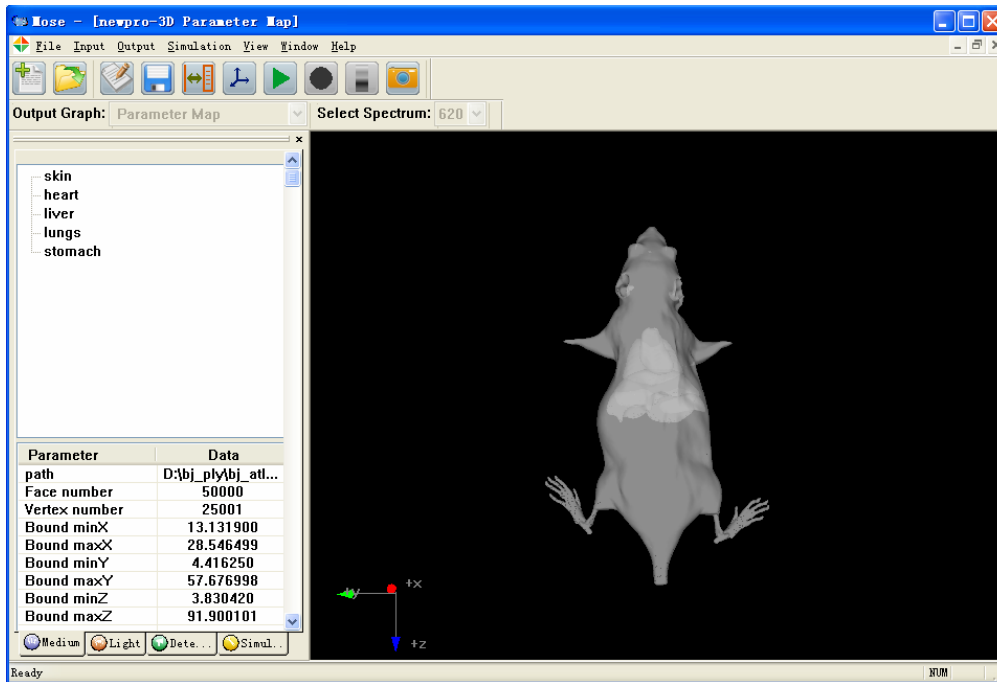 Mose - [newpro-3D Parameter Map]
File Input Output Simulation View Window Help
Output Graph: Parameter Map Select Spectrum: 620
skin
heart
liver
lungs
stomach
Parameter Data
path D:\bj_ply\bj_atl...
Face number 50000
Vertex number 25001
Bound minX 13.131900
Bound maxX 28.546499
Bound minY 4.416250
Bound maxY 57.676998
Bound minZ 3.830420
Bound maxZ 91.900101
+y +x
+z
Medium Light Dete... Simul..
Ready NUM